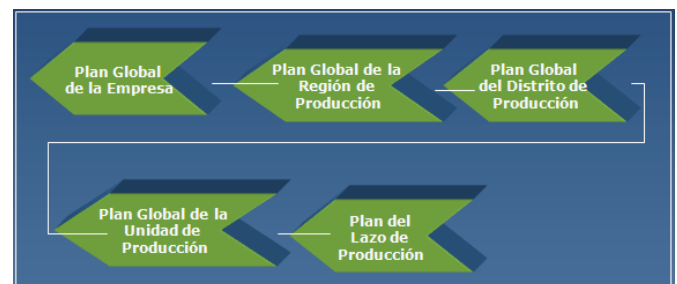 Plan Global
de la Empresa
Plan Global de la
Región de
Producción
Plan Global
del Distrito de
Producción
Plan Global de la
Unidad de
Producción
Plan del
Lazo de
Producción